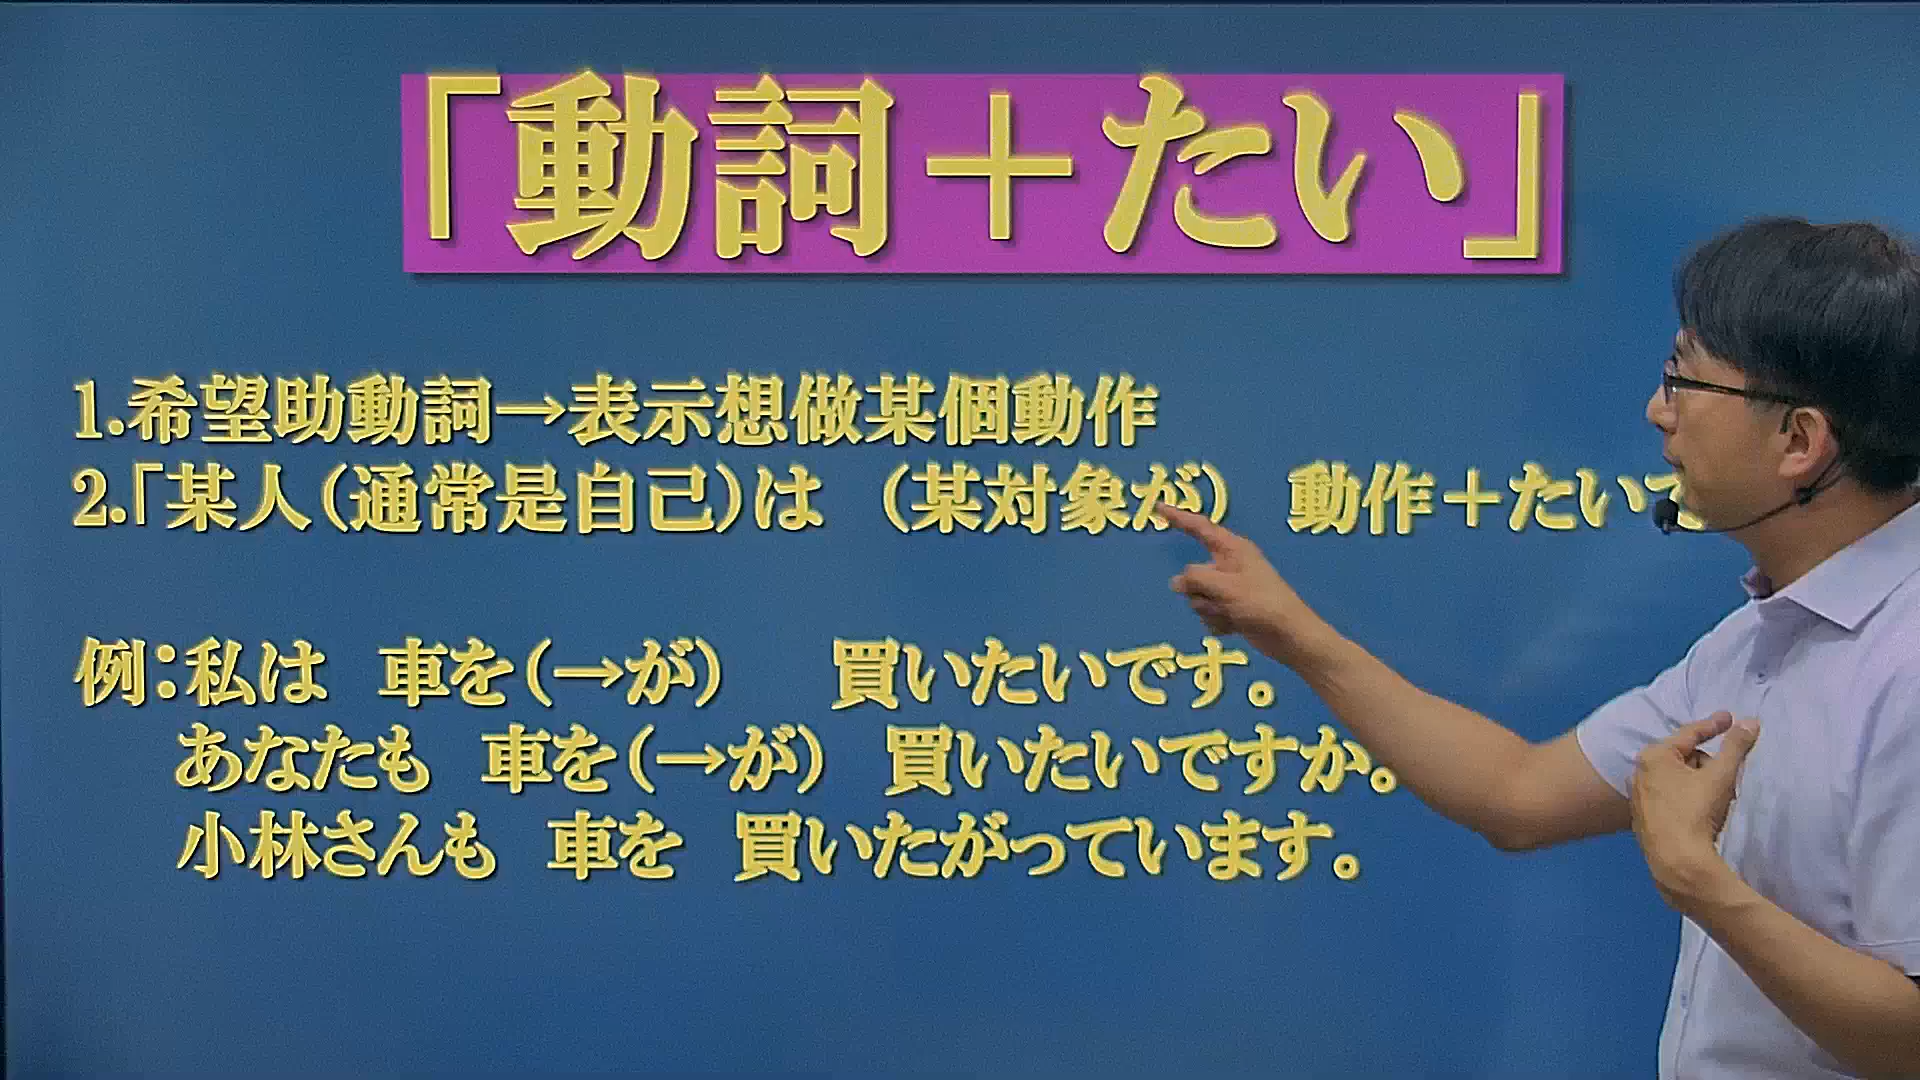 「動詞＋たい」
1.希望助動詞→表示想做某個動作
2.「某人（通常是自己）は （某対象が） 動作＋たいで
例：私は 車を（→が） 買いたいです。
あなたも 車を（→が） 買いたいですか。
小林さんも 車を 買いたがっています。